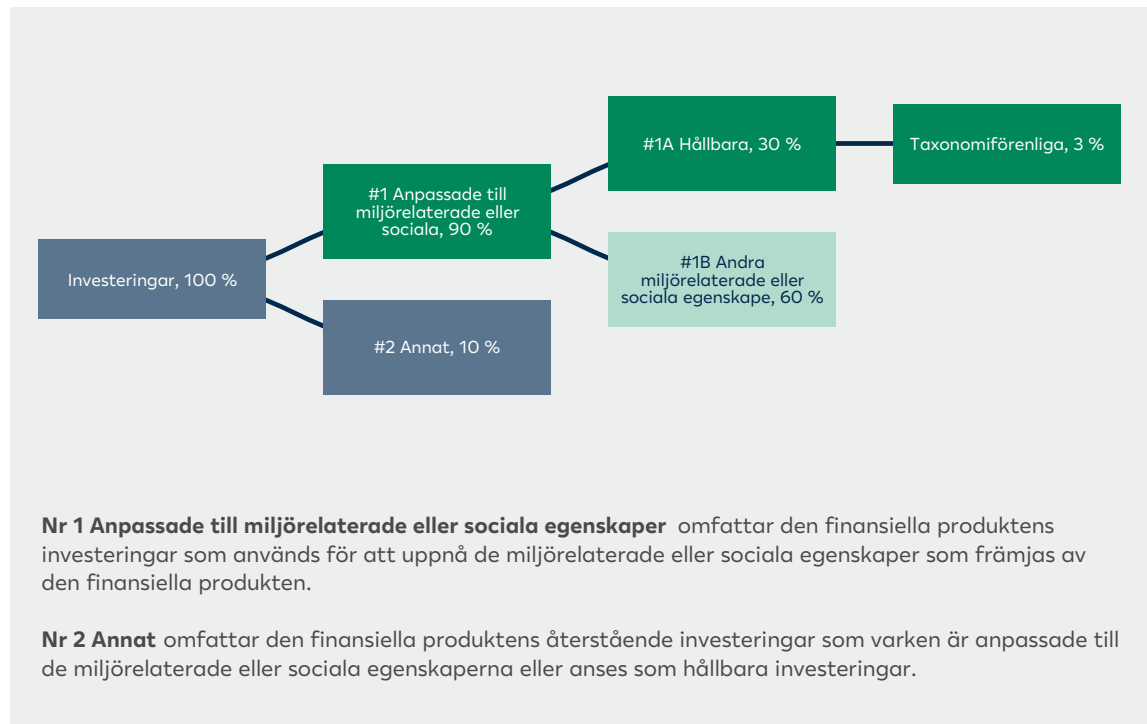 #1A Hållbara, 30 %
Taxonomiförenliga, 3 %
#1 Anpassade till
miljörelaterade eller
sociala, 90 %
Investeringar, 100 %
#1B Andra
miljörelaterade eller
sociala egenskape, 60 %
#2 Annat, 10 %
Nr 1 Anpassade till miljörelaterade eller sociala egenskaper omfattar den finansiella produktens
investeringar som används för att uppnå de miljörelaterade eller sociala egenskaper som främjas av
den finansiella produkten.
Nr 2 Annat omfattar den finansiella produktens återstående investeringar som varken är anpassade till
de miljörelaterade eller sociala egenskaperna eller anses som hållbara investeringar.